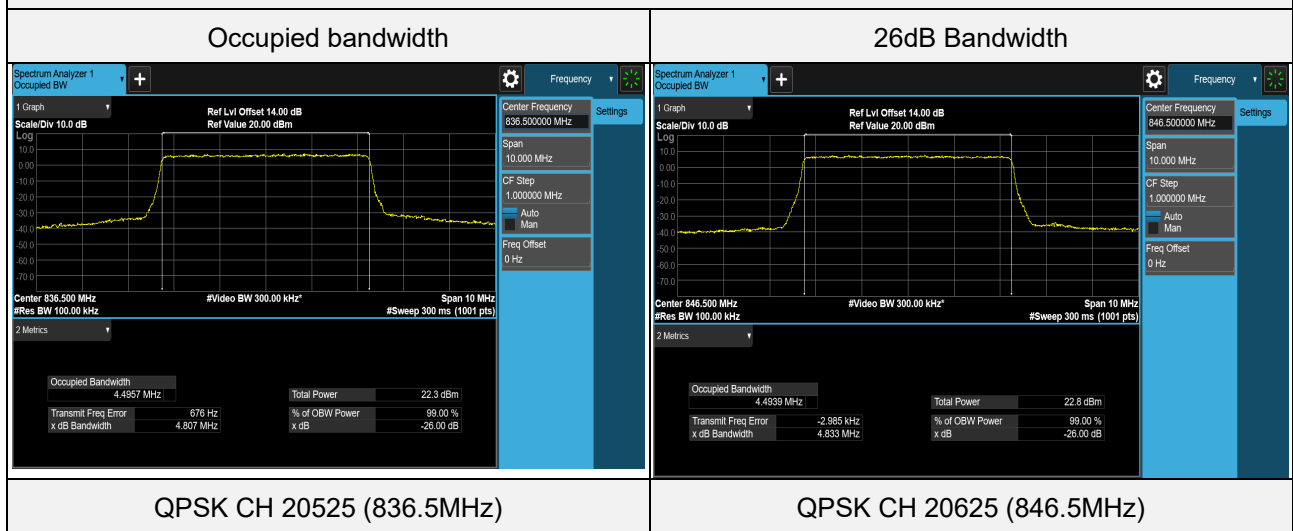 Occupied bandwidth
26dB Bandwidth
Spectrum Analyzer 1
Occupied BW
+
Frequency
1 Graph
Ref Lvl Offset 14.00 dB
Scale/Div 10.0 dB
Ref Value 20.00 dBm
Log
10.0
0.00
-10.0
-20.0
-30.0
-40.0
-50.0
-60.0
-70.0
Center 836.500 MHz
#Video BW 300.00 kHz*
Span 10 MHz
#Res BW 100.00 kHz
#Sweep 300 ms (1001 pts)
2 Metrics
Occupied Bandwidth
4.4957 MHz
Total Power 22.3 dBm
Transmit Freq Error 676 Hz
% of OBW Power 99.00 %
x dB Bandwidth 4.807 MHz
x dB -26.00 dB
Center Frequency
836.500000 MHz
Settings
Span
10.000 MHz
CF Step
1.000000 MHz
Auto
Man
Freq Offset
0 Hz
Spectrum Analyzer 1
Occupied BW
+
Frequency
1 Graph
Ref Lvl Offset 14.00 dB
Scale/Div 10.0 dB
Ref Value 20.00 dBm
Log
10.0
0.00
-10.0
-20.0
-30.0
-40.0
-50.0
-60.0
-70.0
Center 846.500 MHz
#Video BW 300.00 kHz*
Span 10 MHz
#Res BW 100.00 kHz
#Sweep 300 ms (1001 pts)
2 Metrics
Occupied Bandwidth
4.4939 MHz
Total Power 22.8 dBm
Transmit Freq Error -2.985 kHz
% of OBW Power 99.00 %
x dB Bandwidth 4.833 MHz
x dB -26.00 dB
Center Frequency
846.500000 MHz
Settings
Span
10.000 MHz
CF Step
1.000000 MHz
Auto
Man
Freq Offset
0 Hz
QPSK CH 20525 (836.5MHz)
QPSK CH 20625 (846.5MHz)